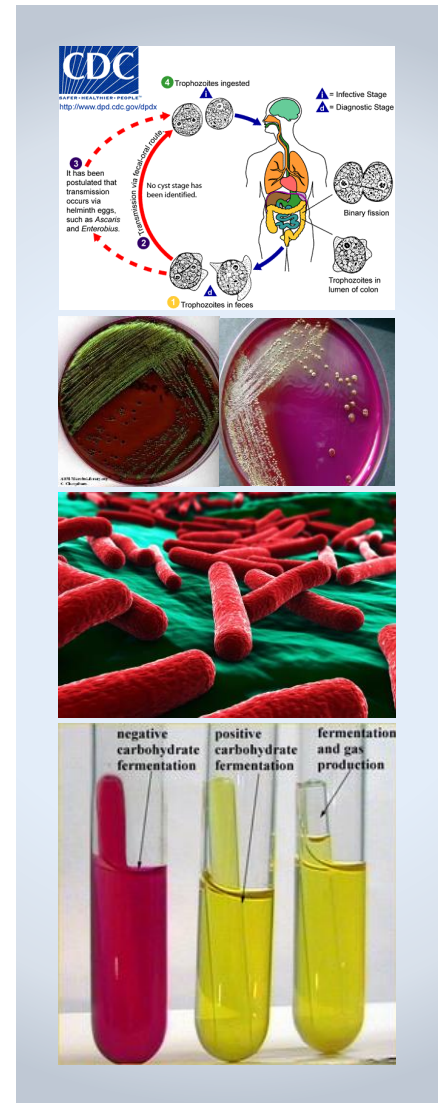 CDC
SAFER • HEALTHIER • PEOPLE™
http://www.dpd.cdc.gov/dpdx
4 Trophozoites ingested
i
i = Infective Stage
d = Diagnostic Stage
3
It has been
postulated that
transmission
occurs via
helminth eggs,
such as Ascaris
and Enterobius.
Transmission via fecal-oral route.
2
No cyst stage has
been identified.
Binary fission
Trophozoites in
lumen of colon
d
1 Trophozoites in feces
negative
carbohydrate
fermentation
positive
carbohydrate
fermentation
fermentation
and gas
production